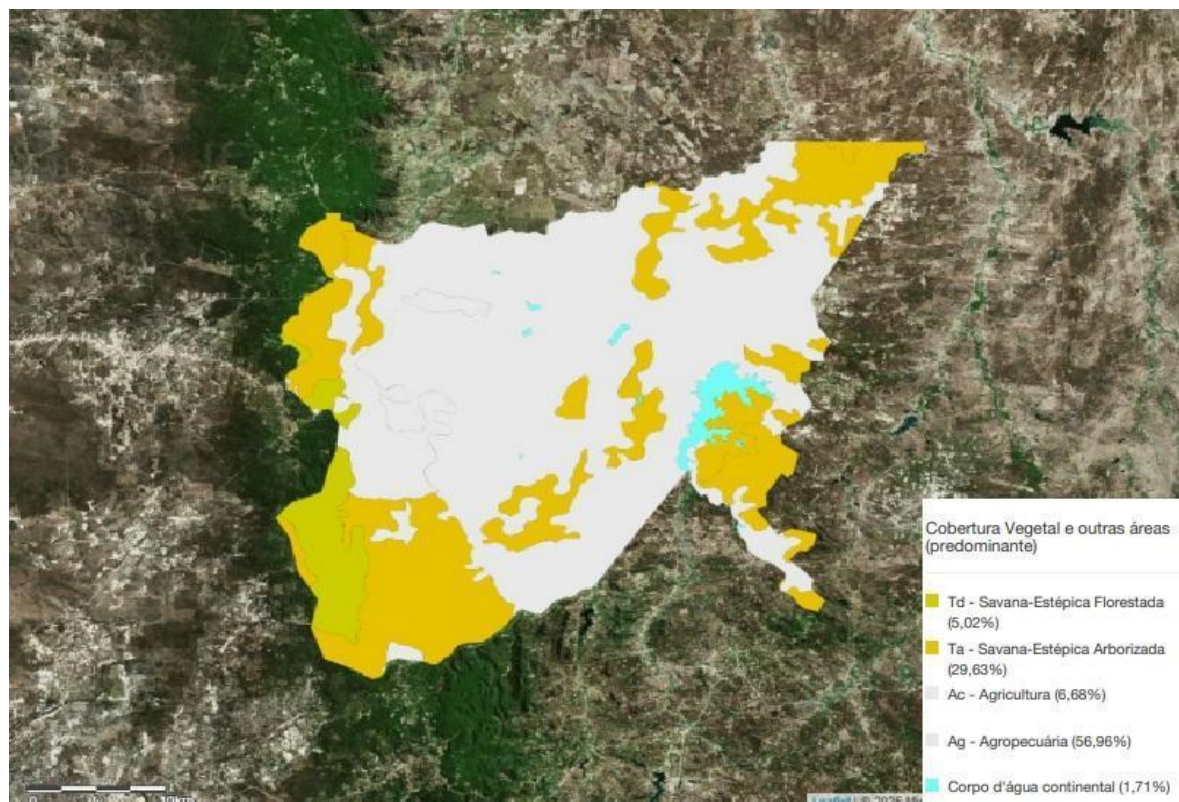 Cobertura Vegetal e outras áreas
(predominante)
Td - Savana-Estépica Florestada
(5,02%)
Ta - Savana-Estépica Arborizada
(29,63%)
Ac - Agricultura (6,68%)
Ag - Agropecuária (56,96%)
Corpo d'água continental (1,71%)